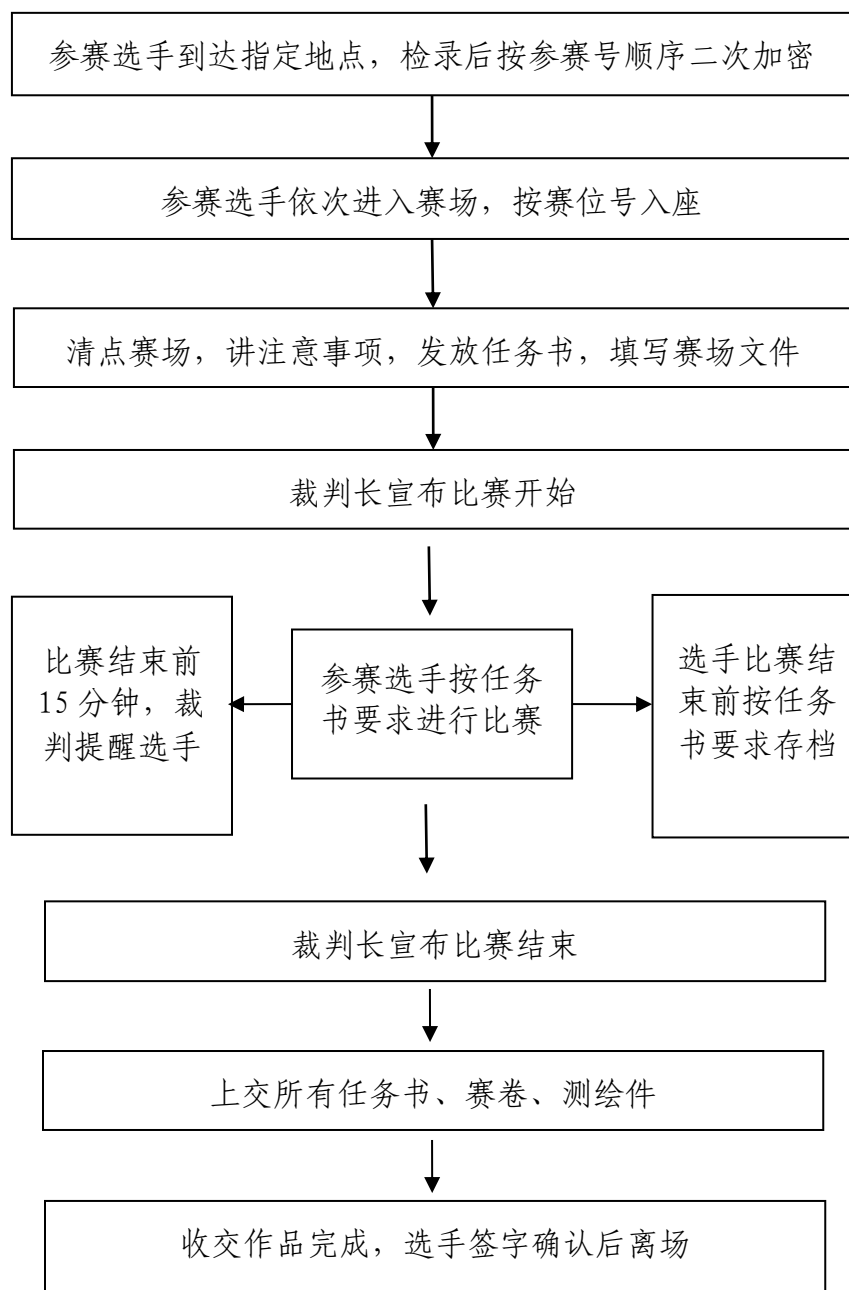 参赛选手到达指定地点，检录后按参赛号顺序二次加密
参赛选手依次进入赛场，按赛位号入座
清点赛场，讲注意事项，发放任务书，填写赛场文件
裁判长宣布比赛开始
比赛结束前
15 分钟，裁
判提醒选手
参赛选手按任务
书要求进行比赛
选手比赛结
束前按任务
书要求存档
裁判长宣布比赛结束
上交所有任务书、赛卷、测绘件
收交作品完成，选手签字确认后离场